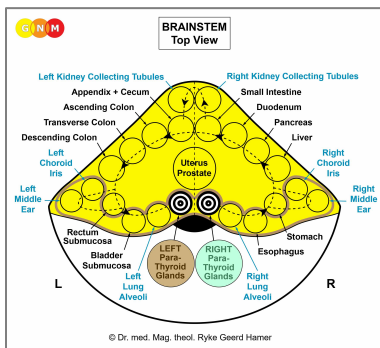 GNM
BRAINSTEM
Top View
Left Kidney Collecting Tubules
Right Kidney Collecting Tubules
Appendix + Cecum
Small Intestine
Ascending Colon
Duodenum
Transverse Colon
Pancreas
Descending Colon
Liver
Left
Choroid
Iris
Right
Choroid
Iris
Uterus
Prostate
Left
Middle
Ear
Right
Middle
Ear
Rectum
Submucosa
Stomach
Bladder
Submucosa
Esophagus
LEFT
Para-
Thyroid
Glands
RIGHT
Para-
Thyroid
Glands
Left
Lung
Alveoli
Right
Lung
Alveoli
L
R
© Dr. med. Mag. theol. Ryke Geerd Hamer